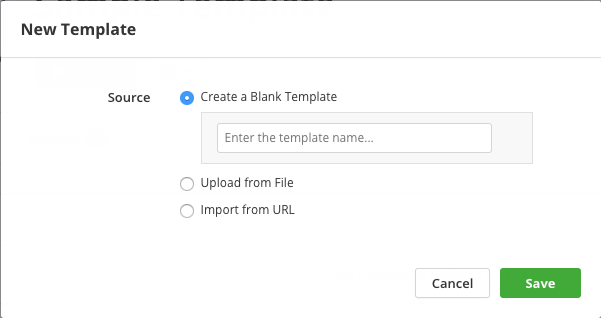 New Template
Source
Create a Blank Template
Enter the template name...
Upload from File
Import from URL
Cancel
Save